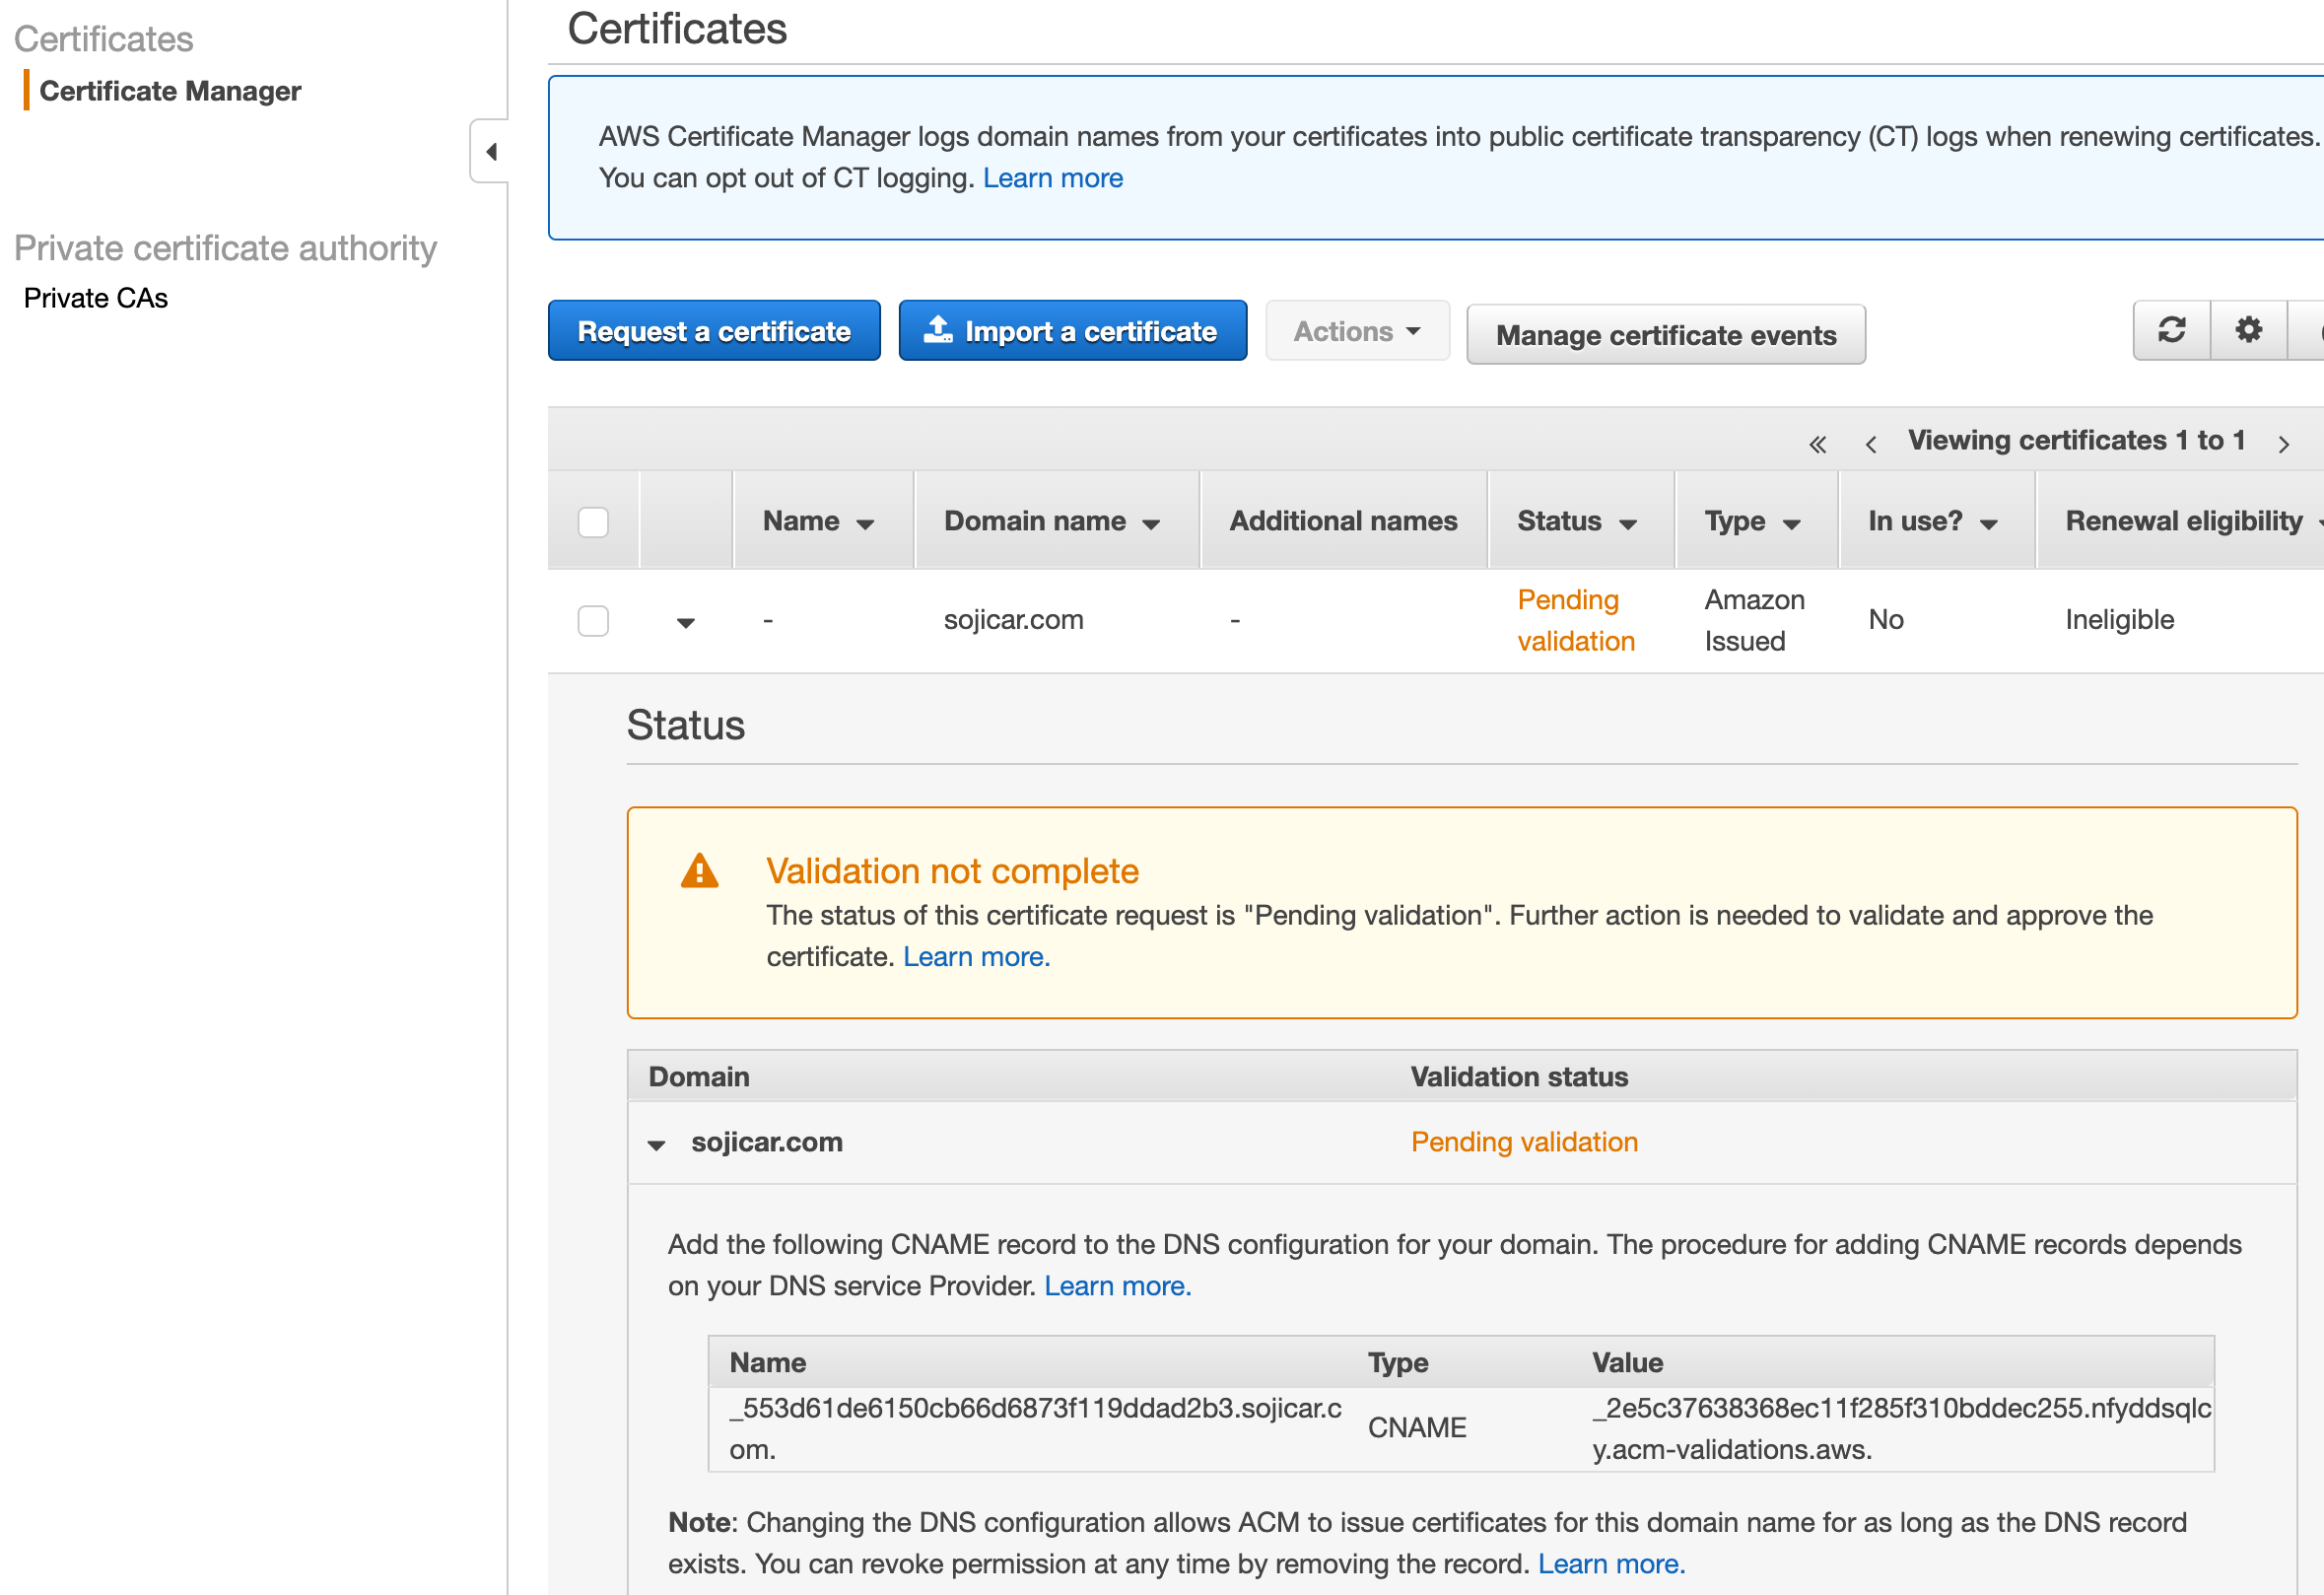 Certificates
Certificate Manager
Private certificate authority
Private CAs
Certificates
AWS Certificate Manager logs domain names from your certificates into public certificate transparency (CT) logs when renewing certificates.
You can opt out of CT logging. Learn more
Request a certificate
Import a certificate
Actions
Manage certificate events
« ‹ Viewing certificates 1 to 1 ›
Name Domain name Additional names Status Type In use? Renewal eligibility
- sojicar.com - Pending validation Amazon Issued No Ineligible
Status
Validation not complete
The status of this certificate request is "Pending validation". Further action is needed to validate and approve the
certificate. Learn more.
Domain Validation status
sojicar.com Pending validation
Add the following CNAME record to the DNS configuration for your domain. The procedure for adding CNAME records depends
on your DNS service Provider. Learn more.
Name Type Value
_553d61de6150cb66d6873f119ddad2b3.sojicar.c
om.
CNAME
_2e5c37638368ec11f285f310bddec255.nfyddsqlc
y.acm-validations.aws.
Note: Changing the DNS configuration allows ACM to issue certificates for this domain name for as long as the DNS record
exists. You can revoke permission at any time by removing the record. Learn more.